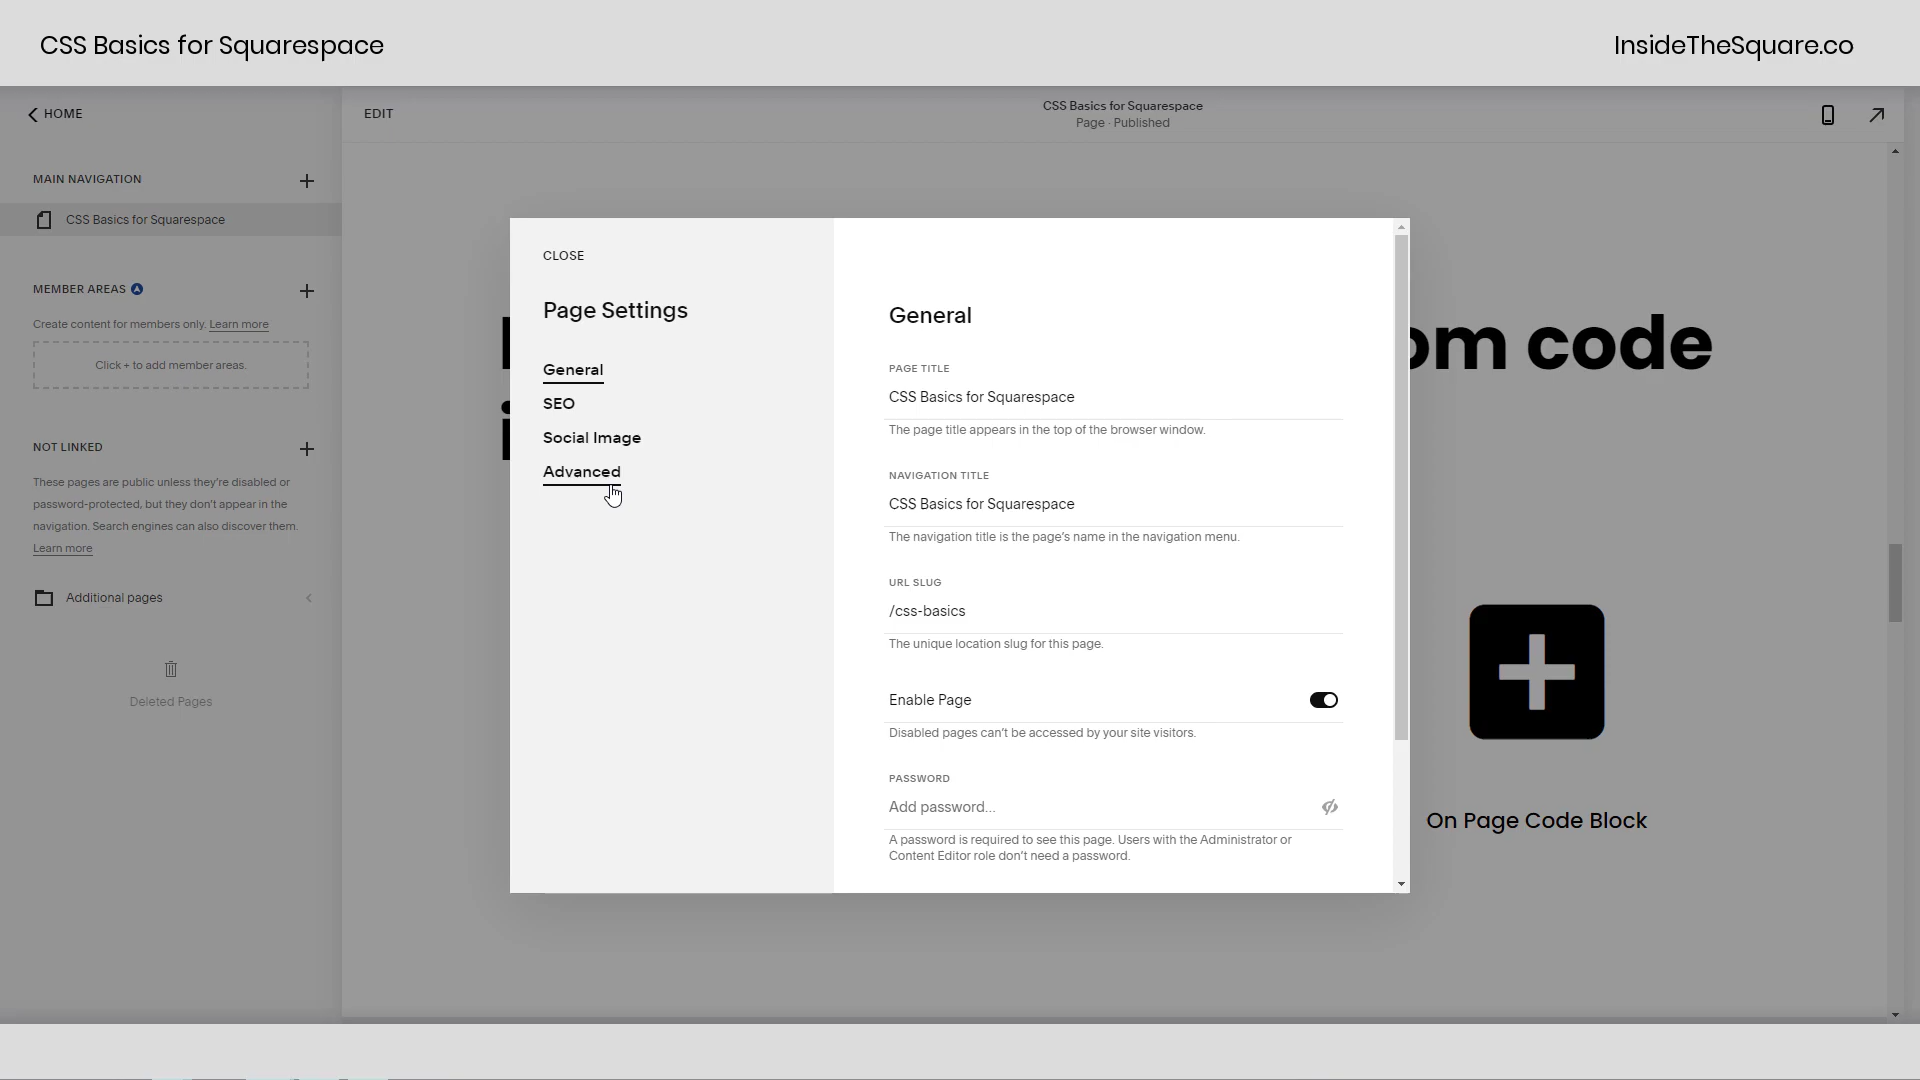 CSS Basics for Squarespace
InsideTheSquare.co
HOME
EDIT
CSS Basics for Squarespace
Page · Published
MAIN NAVIGATION
CSS Basics for Squarespace
MEMBER AREAS
Create content for members only. Learn more
Click + to add member areas.
NOT LINKED
These pages are public unless they’re disabled or
password-protected, but they don’t appear in the
navigation. Search engines can also discover them.
Learn more
Additional pages
Deleted Pages
CLOSE
Page Settings
General
SEO
Social Image
Advanced
General
PAGE TITLE
CSS Basics for Squarespace
The page title appears in the top of the browser window.
NAVIGATION TITLE
CSS Basics for Squarespace
The navigation title is the page’s name in the navigation menu.
URL SLUG
/css-basics
The unique location slug for this page.
Enable Page
Disabled pages can’t be accessed by your site visitors.
PASSWORD
Add password...
A password is required to see this page. Users with the Administrator or
Content Editor role don’t need a password.
code
On Page Code Block